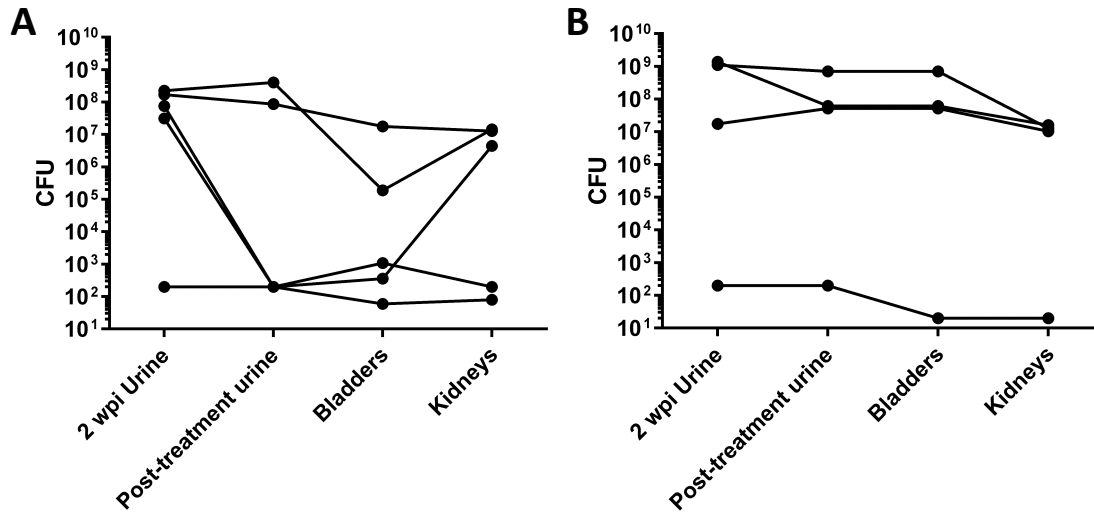 A
CFU
10^10
10^9
10^8
10^7
10^6
10^5
10^4
10^3
10^2
10^1
2 wpi Urine
Post-treatment urine
Bladders
Kidneys
B
CFU
10^10
10^9
10^8
10^7
10^6
10^5
10^4
10^3
10^2
10^1
2 wpi Urine
Post-treatment urine
Bladders
Kidneys